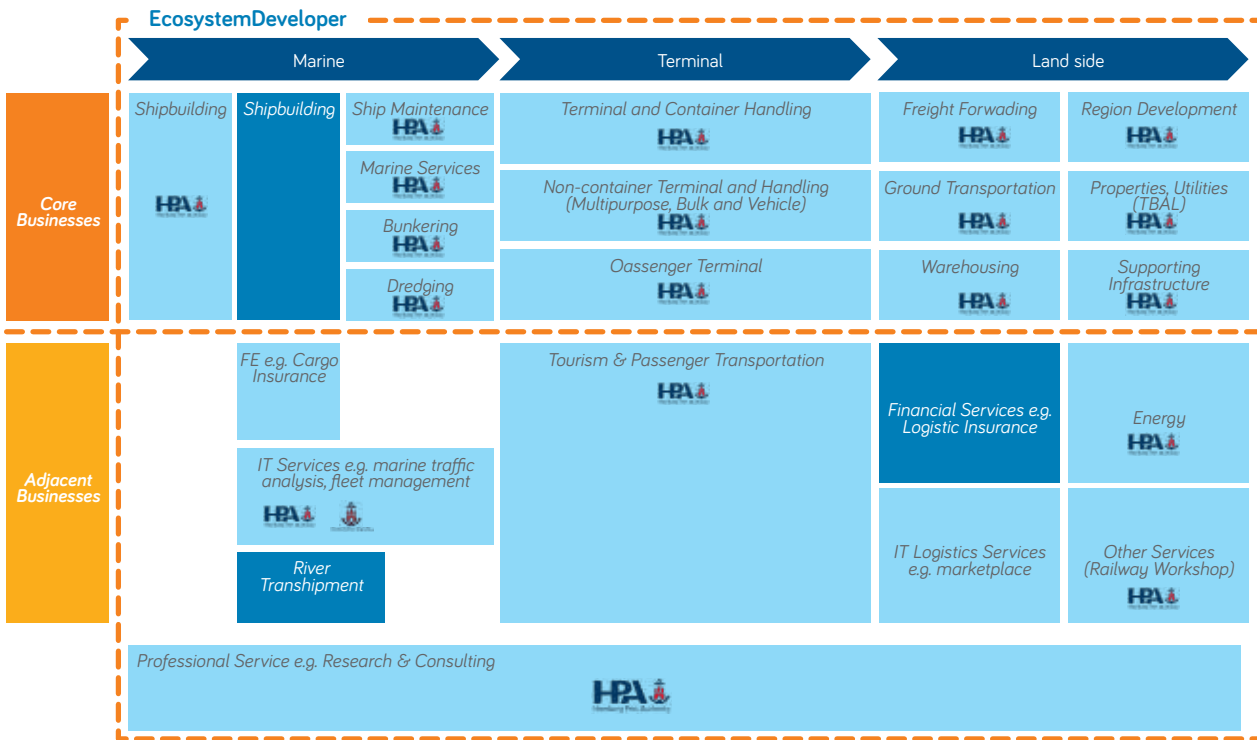 EcosystemDeveloper
Marine
Terminal
Land side
Core
Businesses
Shipbuilding
HPA
Shipbuilding
Ship Maintenance
HPA
Marine Services
HPA
Bunkering
HPA
Dredging
HPA
Terminal and Container Handling
HPA
Non-container Terminal and Handling
(Multipurpose, Bulk and Vehicle)
HPA
Oassenger Terminal
HPA
Freight Forwading
HPA
Ground Transportation
HPA
Warehousing
HPA
Region Development
HPA
Properties, Utilities
(TBAL)
HPA
Supporting
Infrastructure
HPA
Adjacent
Businesses
FE e.g. Cargo
Insurance
IT Services e.g. marine traffic
analysis, fleet management
HPA
River
Transhipment
Tourism & Passenger Transportation
HPA
Financial Services e.g.
Logistic Insurance
Energy
HPA
IT Logistics Services
e.g. marketplace
Other Services
(Railway Workshop)
HPA
Professional Service e.g. Research & Consulting
HPA
Hamburg Port Authority